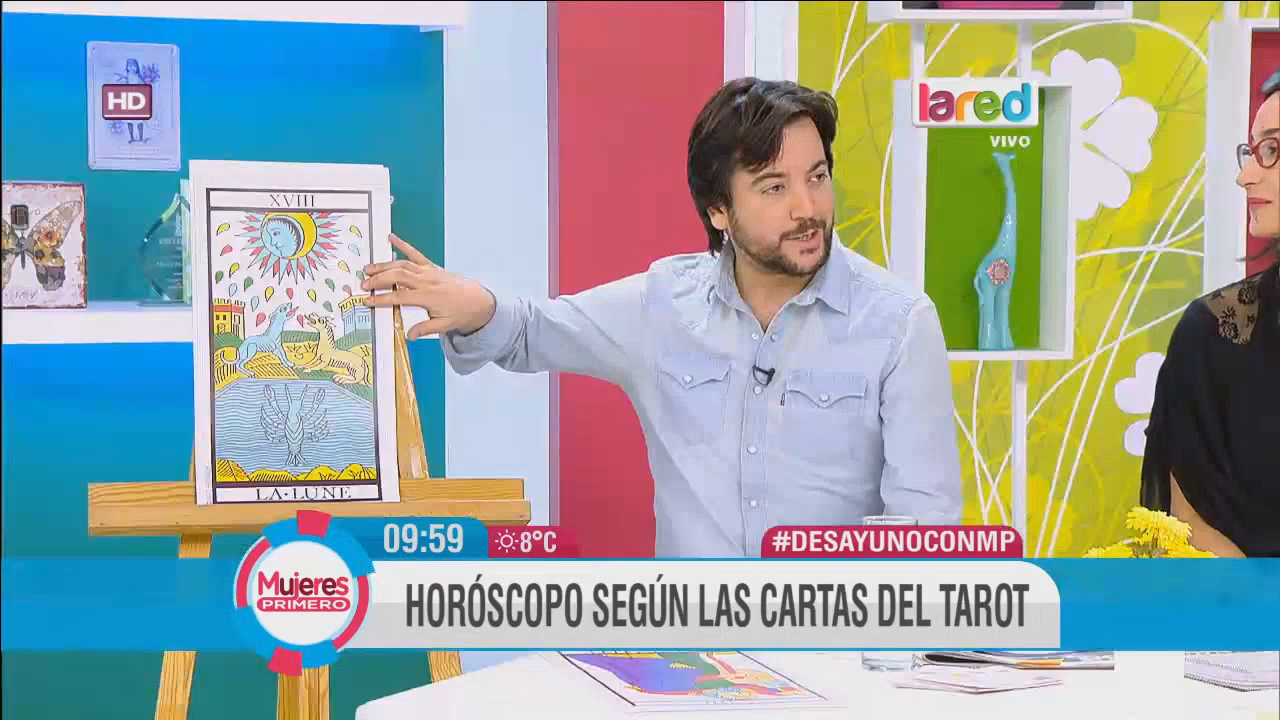 HD
lared
VIVO
XVIII
LA·LUNE
09:59
8°C
#DESAYUNOCONMP
Mujeres
PRIMERO
HORÓSCOPO SEGÚN LAS CARTAS DEL TAROT